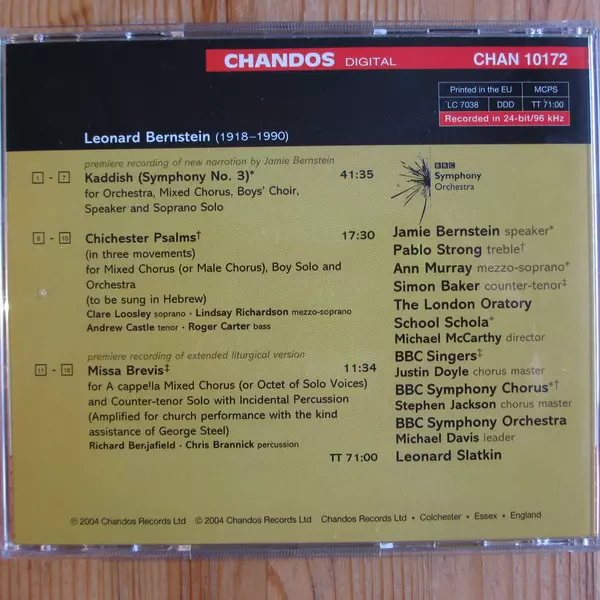 CHANDOS DIGITAL CHAN 10172
Printed in the EU MCPS
LC 7038 DDD TT 71:00
Recorded in 24-bit/96 kHz
Leonard Bernstein (1918–1990)
premiere recording of new narration by Jamie Bernstein
1 - 7 Kaddish (Symphony No. 3)* 41:35
for Orchestra, Mixed Chorus, Boys' Choir,
Speaker and Soprano Solo
8 - 10 Chichester Psalms† 17:30
(in three movements)
for Mixed Chorus (or Male Chorus), Boy Solo and
Orchestra
(to be sung in Hebrew)
Clare Loosley soprano · Lindsay Richardson mezzo-soprano
Andrew Castle tenor · Roger Carter bass
premiere recording of extended liturgical version
11 - Missa Brevis‡ 11:34
for A cappella Mixed Chorus (or Octet of Solo Voices)
and Counter-tenor Solo with Incidental Percussion
(Amplified for church performance with the kind
assistance of George Steel)
Richard Benjafield · Chris Brannick percussion
TT 71:00
BBC
Symphony
Orchestra
Jamie Bernstein speaker*
Pablo Strong treble†
Ann Murray mezzo-soprano*
Simon Baker counter-tenor‡
The London Oratory
School Schola*
Michael McCarthy director
BBC Singers‡
Justin Doyle chorus master
BBC Symphony Chorus*†
Stephen Jackson chorus master
BBC Symphony Orchestra
Michael Davis leader
Leonard Slatkin
℗ 2004 Chandos Records Ltd © 2004 Chandos Records Ltd Chandos Records Ltd • Colchester • Essex • England